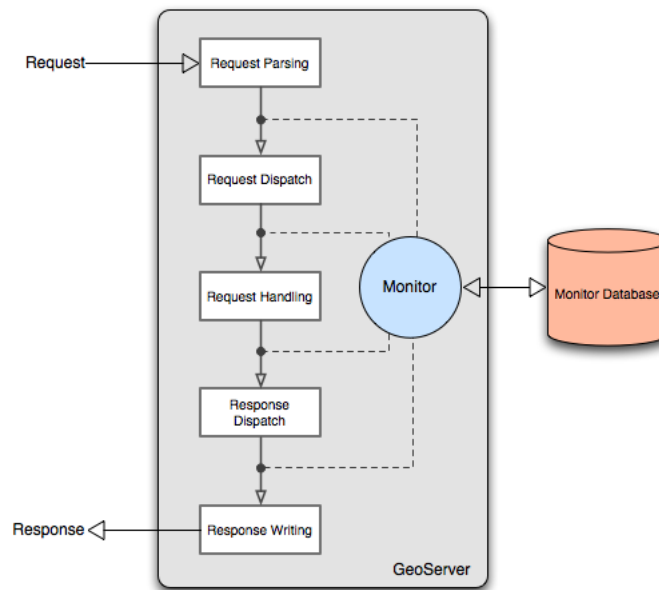 Request
Request Parsing
Request Dispatch
Request Handling
Monitor
Monitor Database
Response
Dispatch
Response
Response Writing
GeoServer